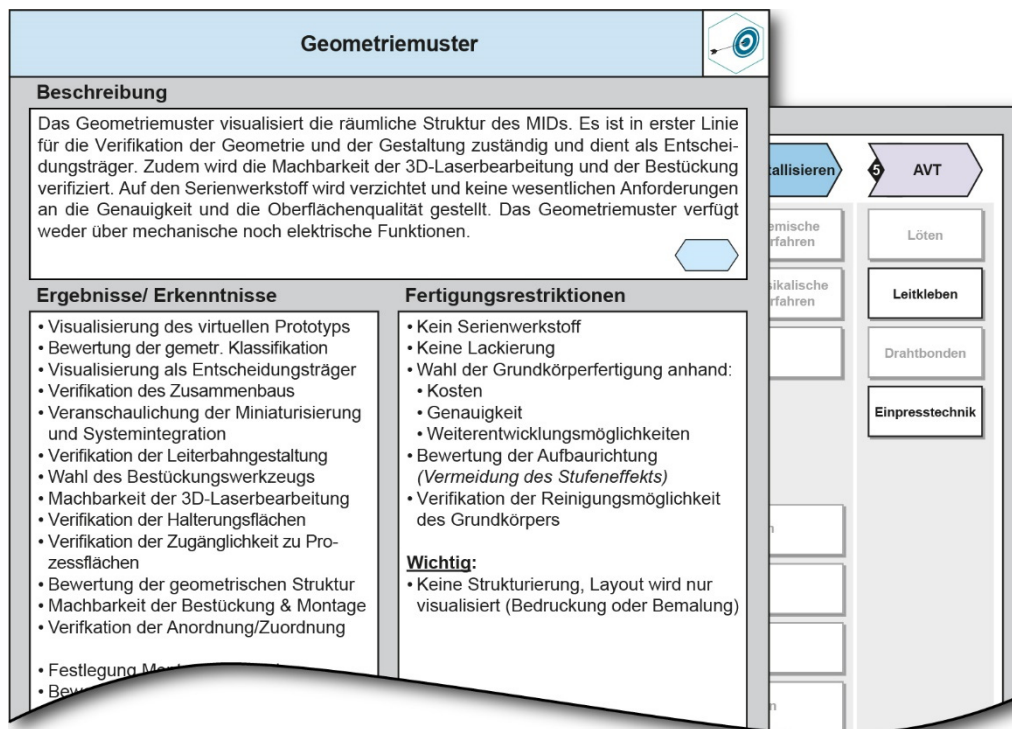 Geometriemuster
Beschreibung
Das Geometriemuster visualisiert die räumliche Struktur des MIDs. Es ist in erster Linie
für die Verifikation der Geometrie und der Gestaltung zuständig und dient als Entschei-
dungsträger. Zudem wird die Machbarkeit der 3D-Laserbearbeitung und der Bestückung
verifiziert. Auf den Serienwerkstoff wird verzichtet und keine wesentlichen Anforderungen
an die Genauigkeit und die Oberflächenqualität gestellt. Das Geometriemuster verfügt
weder über mechanische noch elektrische Funktionen.
Ergebnisse/ Erkenntnisse
• Visualisierung des virtuellen Prototyps
• Bewertung der gemetr. Klassifikation
• Visualisierung als Entscheidungsträger
• Verifikation des Zusammenbaus
• Veranschaulichung der Miniaturisierung
und Systemintegration
• Verifikation der Leiterbahngestaltung
• Wahl des Bestückungswerkzeugs
• Machbarkeit der 3D-Laserbearbeitung
• Verifikation der Halterungsflächen
• Verifikation der Zugänglichkeit zu Pro-
zessflächen
• Bewertung der geometrischen Struktur
• Machbarkeit der Bestückung & Montage
• Verifkation der Anordnung/Zuordnung
• Festlegung
Fertigungsrestriktionen
• Kein Serienwerkstoff
• Keine Lackierung
• Wahl der Grundkörperfertigung anhand:
• Kosten
• Genauigkeit
• Weiterentwicklungsmöglichkeiten
• Bewertung der Aufbaurichtung
(Vermeidung des Stufeneffekts)
• Verifikation der Reinigungsmöglichkeit
des Grundkörpers
Wichtig:
• Keine Strukturierung, Layout wird nur
visualisiert (Bedruckung oder Bemalung)
tallisieren
emische
rfahren
sikalische
rfahren
n
n
5 AVT
Löten
Leitkleben
Drahtbonden
Einpresstechnik